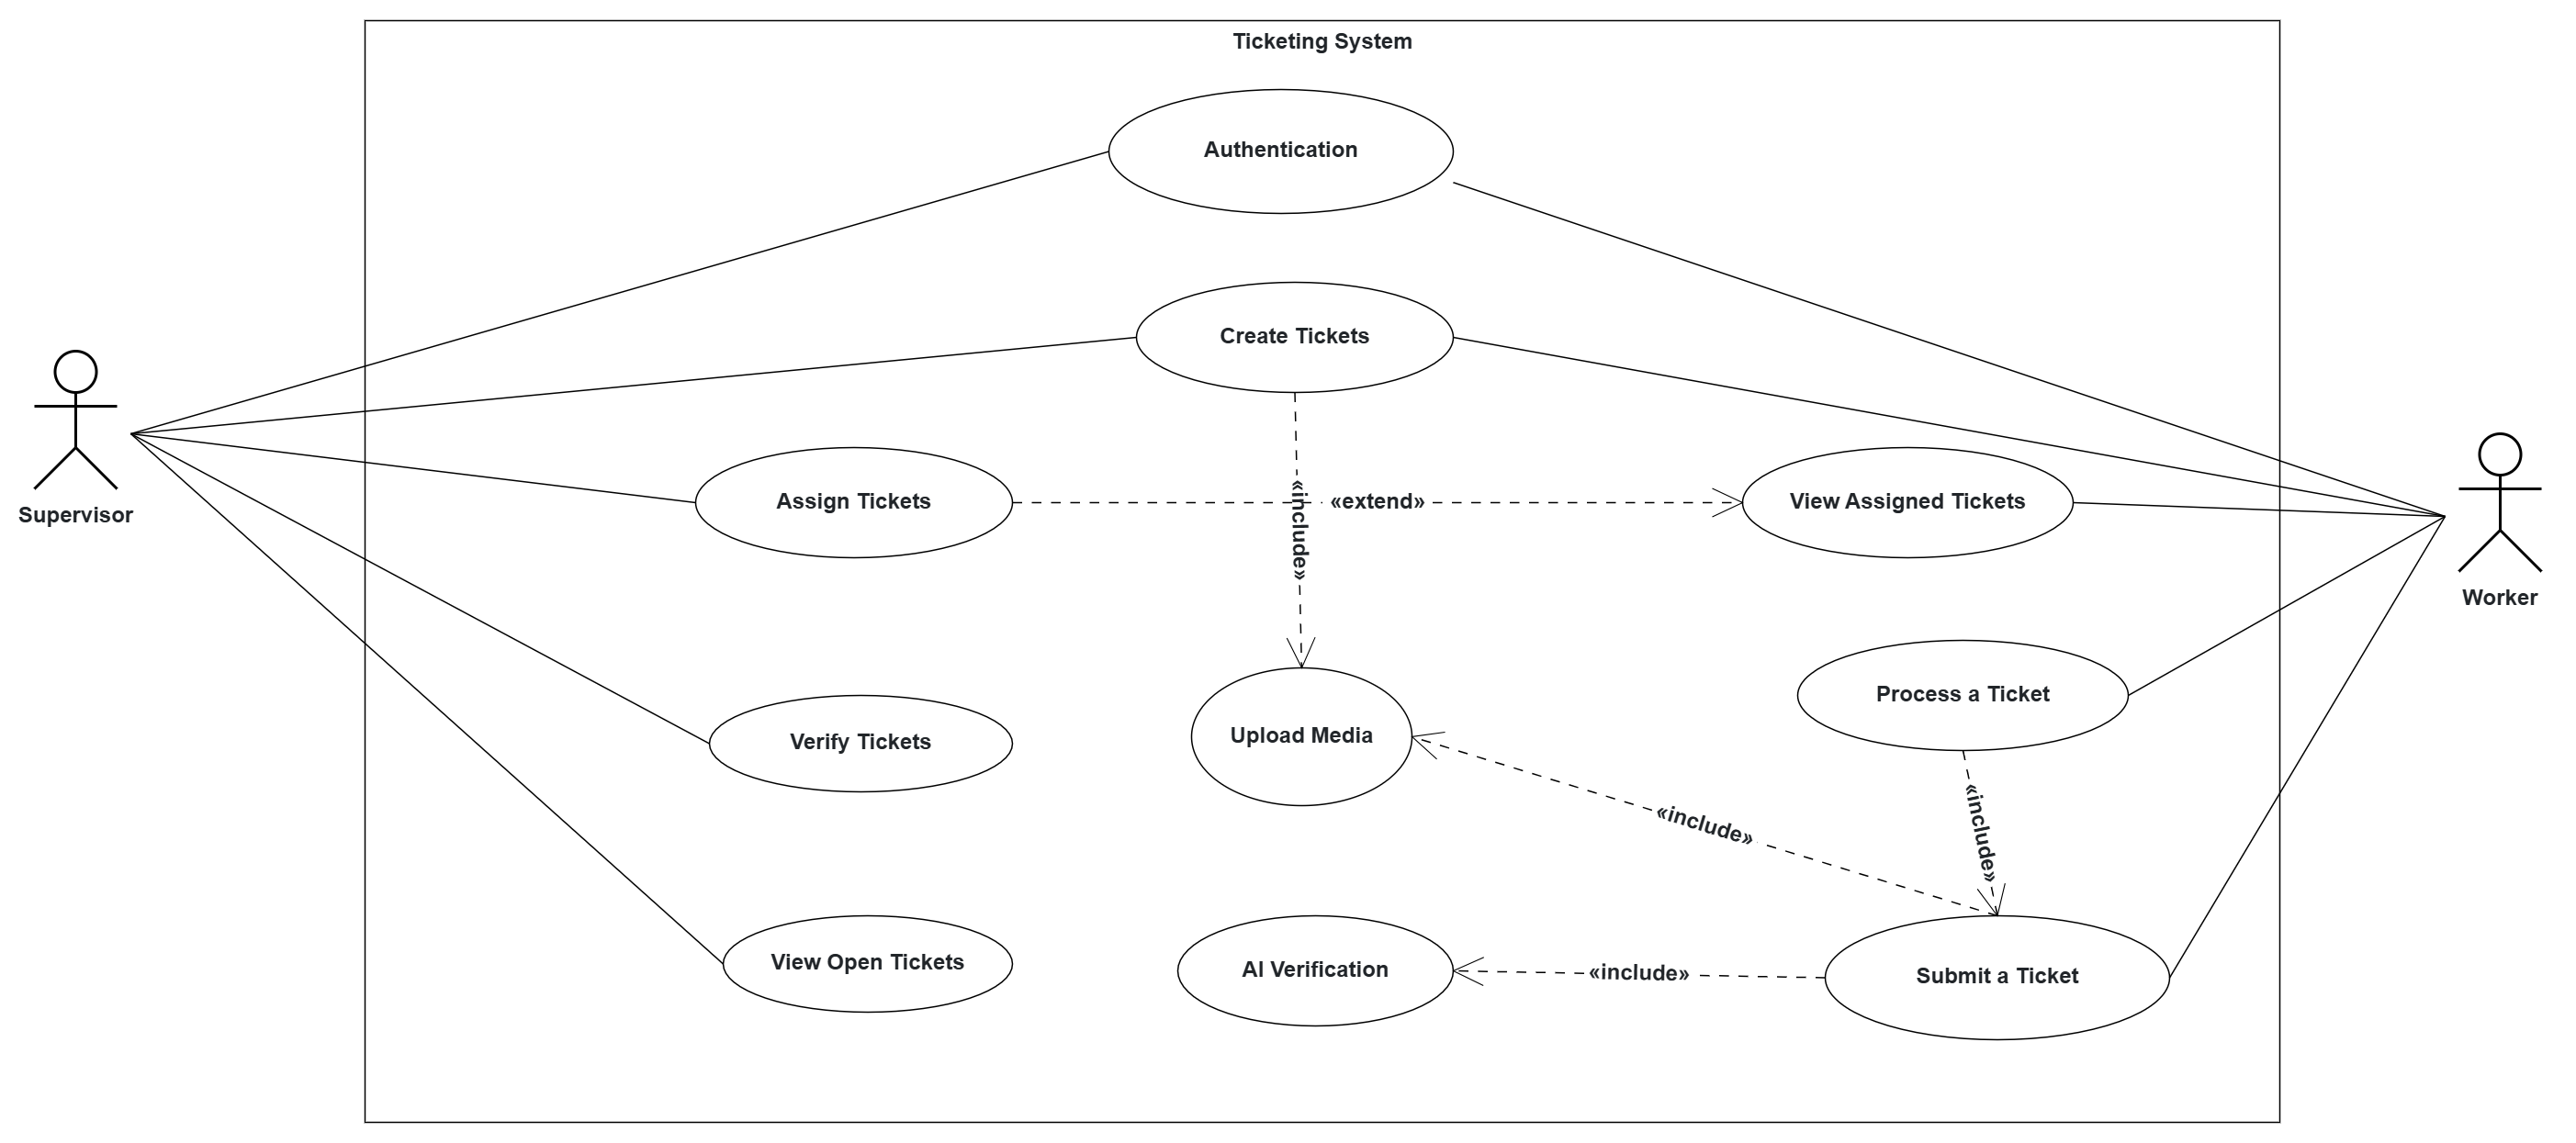 Ticketing System
Authentication
Create Tickets
Supervisor
Assign Tickets
«extend»
«include»
View Assigned Tickets
Worker
Verify Tickets
Upload Media
Process a Ticket
«include»
«include»
View Open Tickets
AI Verification
«include»
Submit a Ticket